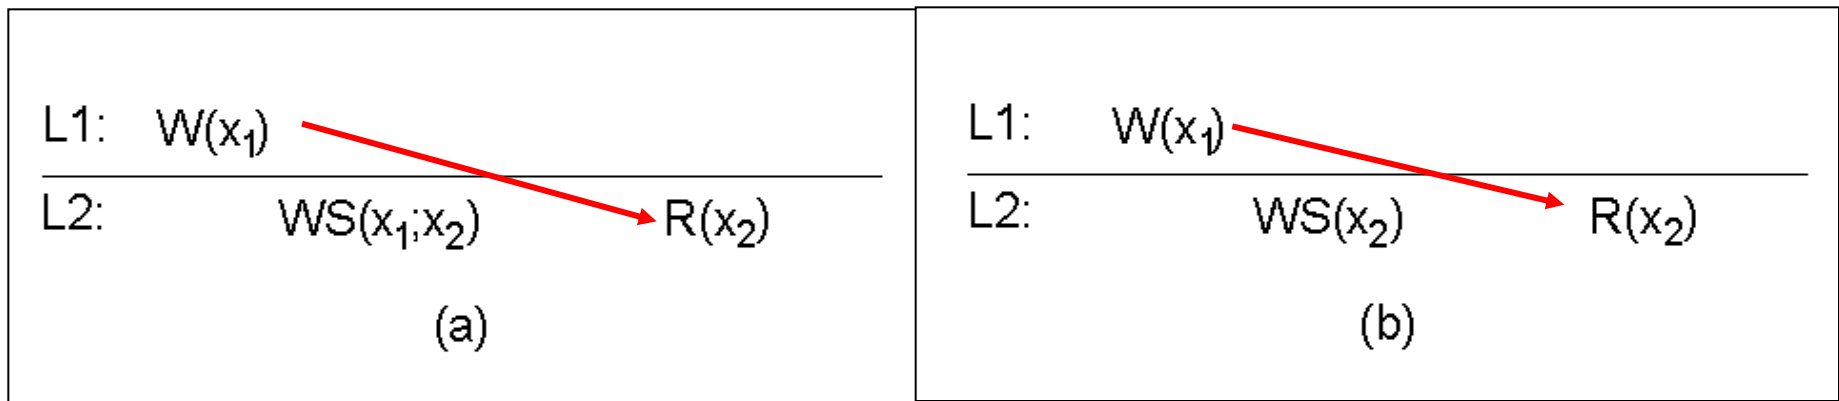 L1: W(x₁)
L2: WS(x₁;x₂) R(x₂)
(a)
L1: W(x₁)
L2: WS(x₂) R(x₂)
(b)